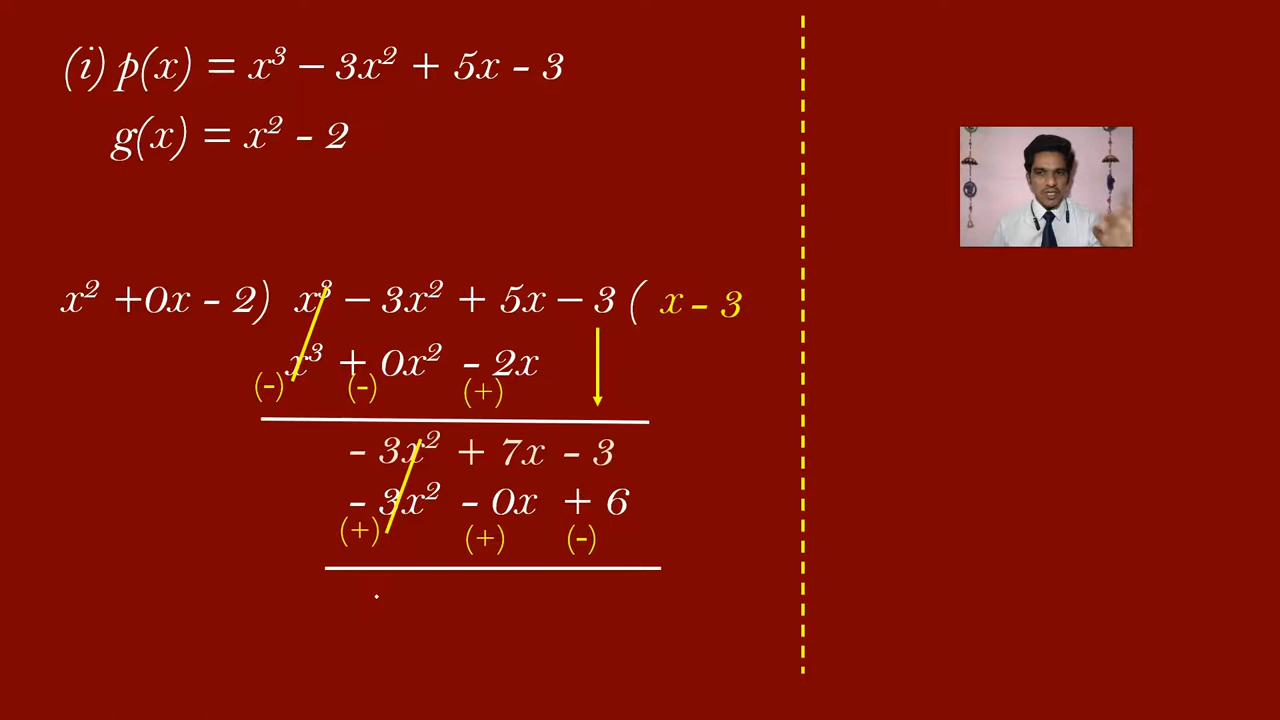 (i) p(x) = x³ – 3x² + 5x - 3
g(x) = x² - 2
x² +0x - 2) x³ – 3x² + 5x – 3 ( x - 3
x³ + 0x² - 2x
(-) (-) (+)
- 3x² + 7x - 3
- 3x² - 0x + 6
(+) (+) (-)